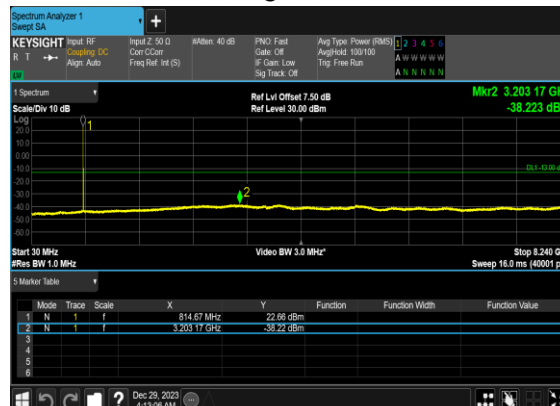 Spectrum Analyzer 1
Swept SA
+
KEYSIGHT Input: RF Input Z: 50 Ω #Atten: 40 dB PNO: Fast Avg Type: Power (RMS) 1 2 3 4 5 6
R T Coupling: DC Corr CCorr Gate: Off Avg|Hold: 100/100 A W W W W W
Align: Auto Freq Ref: Int (S) IF Gain: Low Trig: Free Run
LW Sig Track: Off A N N N N N
1 Spectrum Ref Lvl Offset 7.50 dB Mkr2 3.203 17 GH
Scale/Div 10 dB Ref Level 30.00 dBm -38.223 dB
Log
1
20.0
10.0
0.00
-10.0 DL1 -13.00 d
-20.0
-30.0
2
-40.0
-50.0
-60.0
Start 30 MHz Video BW 3.0 MHz* Stop 8.240 G
#Res BW 1.0 MHz Sweep 16.0 ms (40001 p
5 Marker Table
Mode Trace Scale X Y Function Function Width Function Value
1 N 1 f 814.67 MHz 22.66 dBm
2 N 1 f 3.203 17 GHz -38.22 dBm
3
4
5
6
? Dec 29, 2023
4:13:06 AM